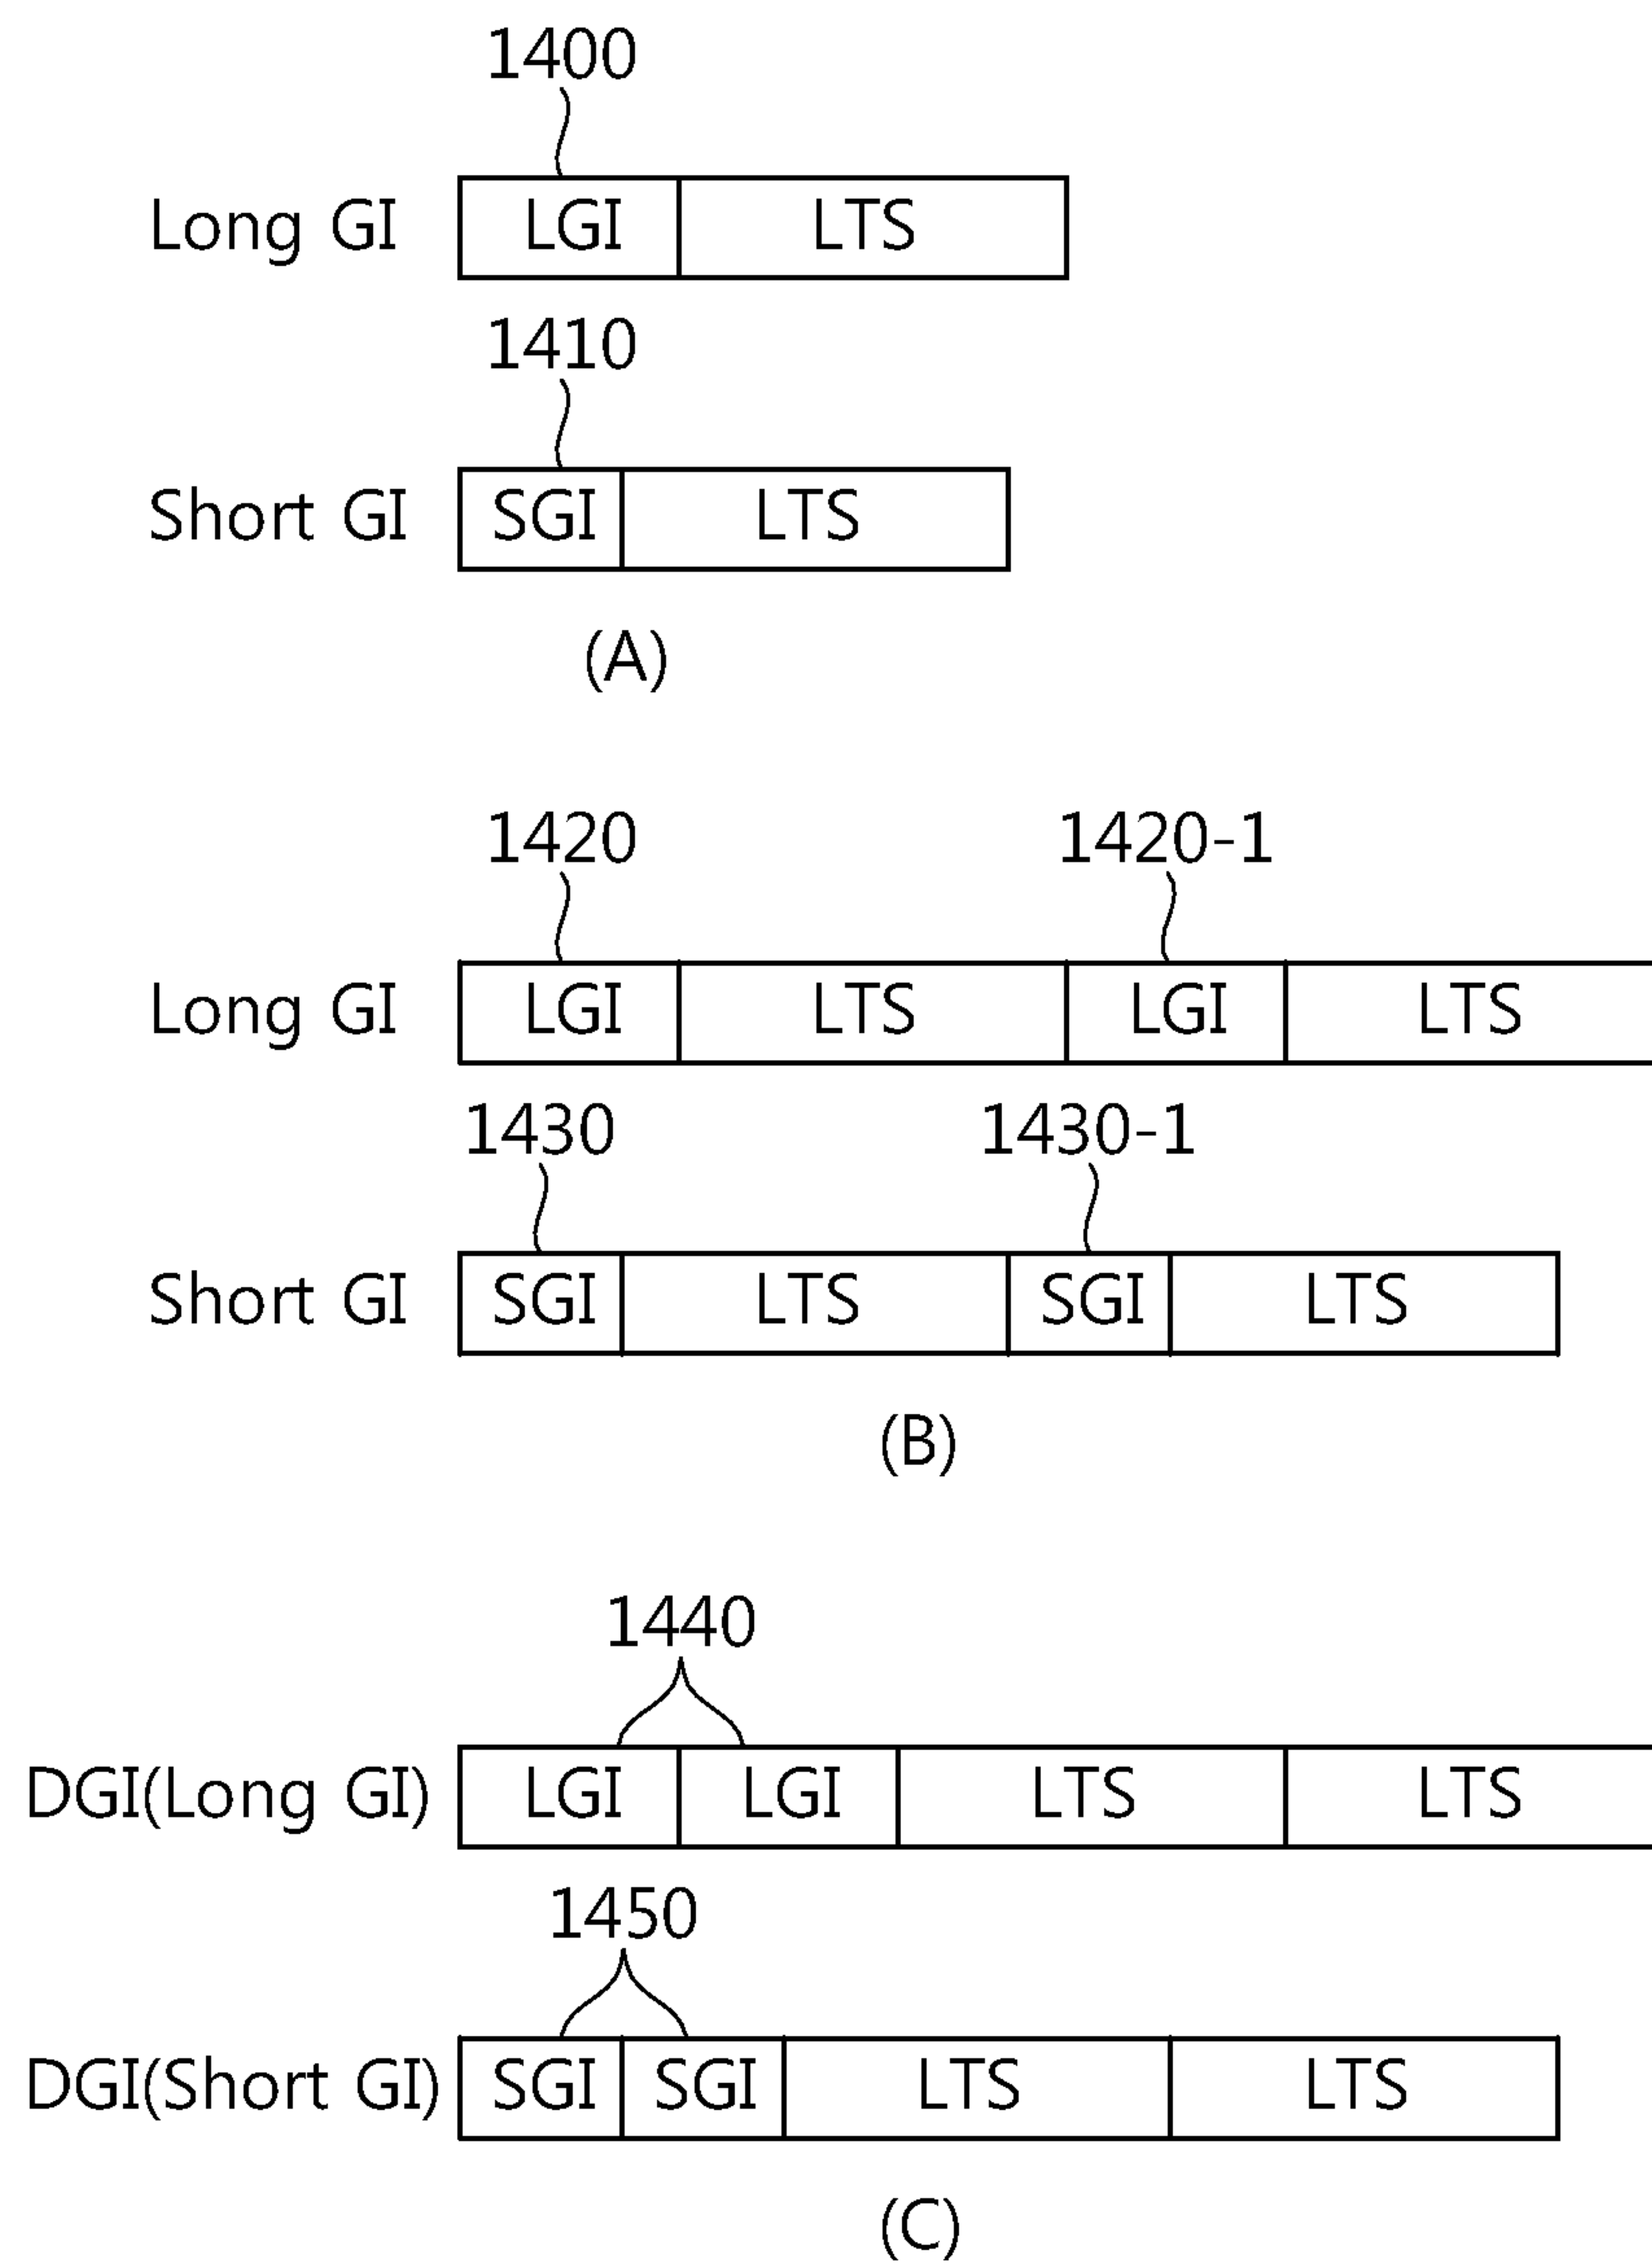 1400
Long GI LGI LTS
1410
Short GI SGI LTS
(A)
1420 1420-1
Long GI LGI LTS LGI LTS
1430 1430-1
Short GI SGI LTS SGI LTS
(B)
1440
DGI(Long GI) LGI LGI LTS LTS
1450
DGI(Short GI) SGI SGI LTS LTS
(C)